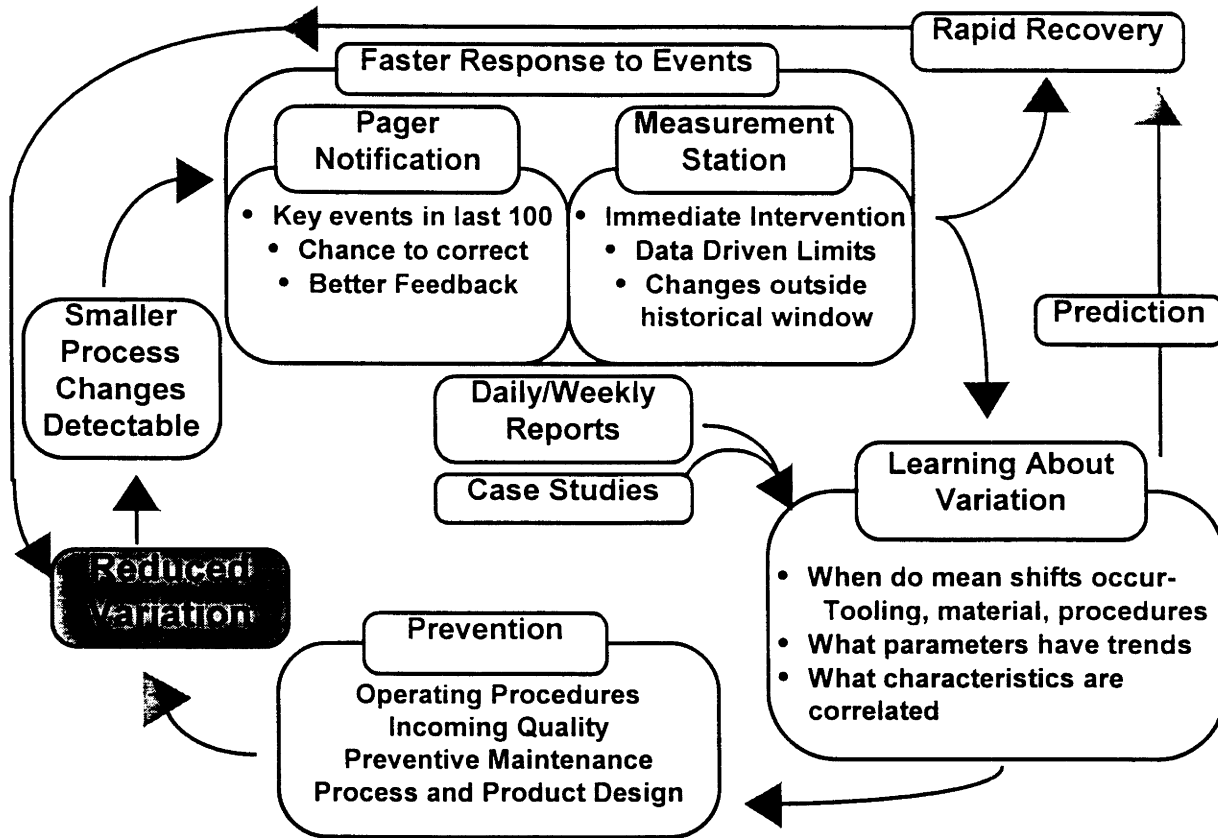 Rapid Recovery
Faster Response to Events
Pager
Notification
• Key events in last 100
• Chance to correct
• Better Feedback
Measurement
Station
• Immediate Intervention
• Data Driven Limits
• Changes outside
historical window
Smaller
Process
Changes
Detectable
Prediction
Daily/Weekly
Reports
Case Studies
Learning About
Variation
• When do mean shifts occur-
Tooling, material, procedures
• What parameters have trends
• What characteristics are
correlated
Reduced
Variation
Prevention
Operating Procedures
Incoming Quality
Preventive Maintenance
Process and Product Design